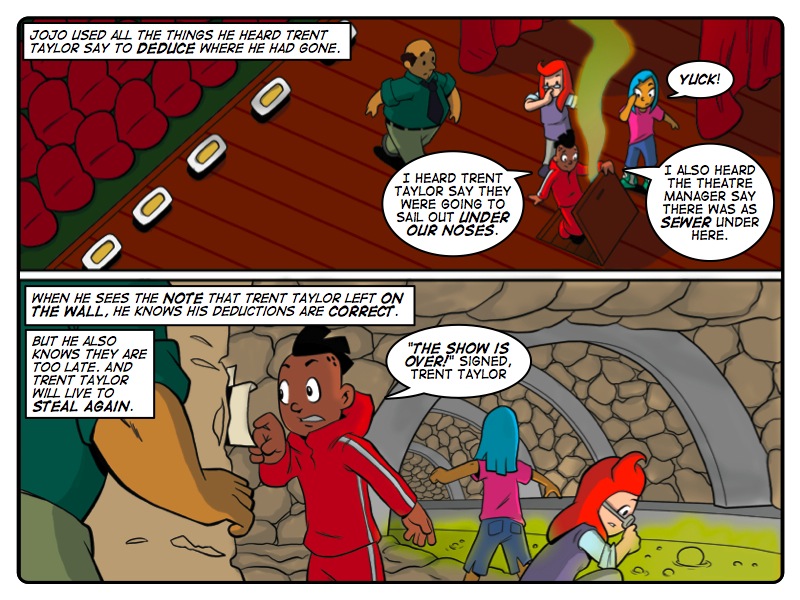 JOJO USED ALL THE THINGS HE HEARD TRENT
TAYLOR SAY TO DEDUCE WHERE HE HAD GONE.
YUCK!
I HEARD TRENT
TAYLOR SAY THEY
WERE GOING TO
SAIL OUT UNDER
OUR NOSES.
I ALSO HEARD
THE THEATRE
MANAGER SAY
THERE WAS AS
SEWER UNDER
HERE.
WHEN HE SEES THE NOTE THAT TRENT TAYLOR LEFT ON
THE WALL, HE KNOWS HIS DEDUCTIONS ARE CORRECT.
BUT HE ALSO
KNOWS THEY ARE
TOO LATE. AND
TRENT TAYLOR
WILL LIVE TO
STEAL AGAIN.
"THE SHOW IS
OVER!" SIGNED,
TRENT TAYLOR